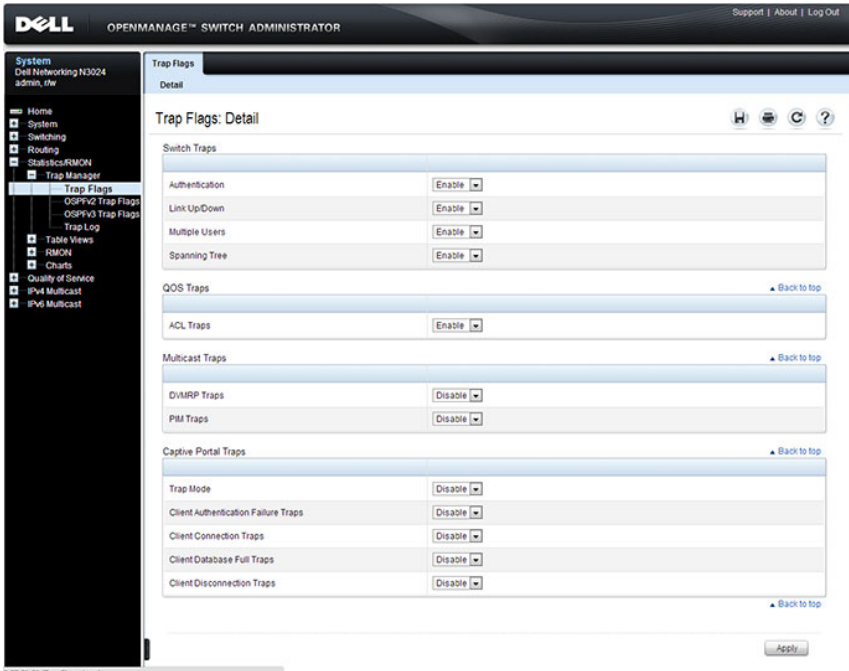 Support | About | Log Out
DELL OPENMANAGE™ SWITCH ADMINISTRATOR
System
Dell Networking N3024
admin, r/w
Home
System
Switching
Routing
Statistics/RMON
Trap Manager
Trap Flags
OSPFv2 Trap Flags
OSPFv3 Trap Flags
Trap Log
Table Views
RMON
Charts
Quality of Service
IPv4 Multicast
IPv6 Multicast
Trap Flags
Detail
Trap Flags: Detail
Switch Traps
Authentication Enable
Link Up/Down Enable
Multiple Users Enable
Spanning Tree Enable
QOS Traps Back to top
ACL Traps Enable
Multicast Traps Back to top
DVMRP Traps Disable
PIM Traps Disable
Captive Portal Traps Back to top
Trap Mode Disable
Client Authentication Failure Traps Disable
Client Connection Traps Disable
Client Database Full Traps Disable
Client Disconnection Traps Disable
Back to top
Apply